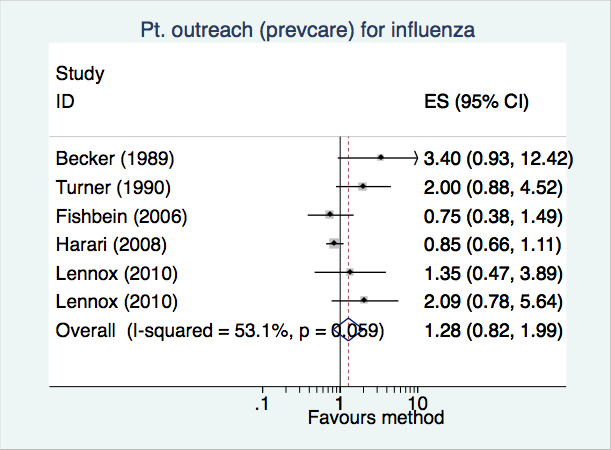 Pt. outreach (prevcare) for influenza
Study
ID ES (95% CI)
Becker (1989) 3.40 (0.93, 12.42)
Turner (1990) 2.00 (0.88, 4.52)
Fishbein (2006) 0.75 (0.38, 1.49)
Harari (2008) 0.85 (0.66, 1.11)
Lennox (2010) 1.35 (0.47, 3.89)
Lennox (2010) 2.09 (0.78, 5.64)
Overall (I-squared = 53.1%, p = 0.059) 1.28 (0.82, 1.99)
.1 1 10
Favours method